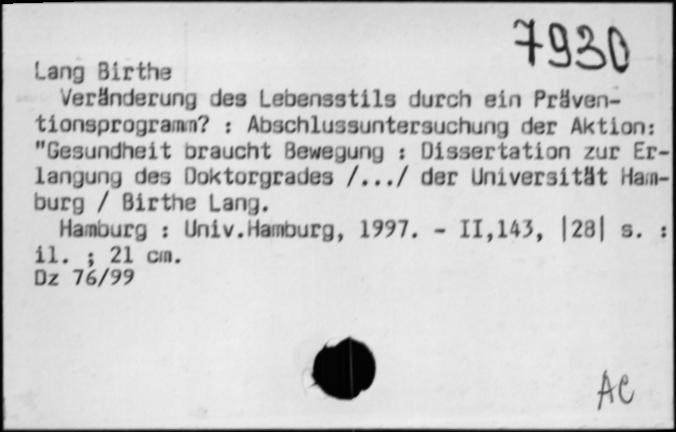 7930
Lang Birthe
Veränderung des Lebensstils durch ein Präven-
tionsprogramm? : Abschlussuntersuchung der Aktion:
"Gesundheit braucht Bewegung : Dissertation zur Er-
langung des Doktorgrades /.../ der Universität Ham-
burg / Birthe Lang.
Hamburg : Univ.Hamburg, 1997. - II,143, |28| s. :
il. ; 21 cm.
Dz 76/99
AC